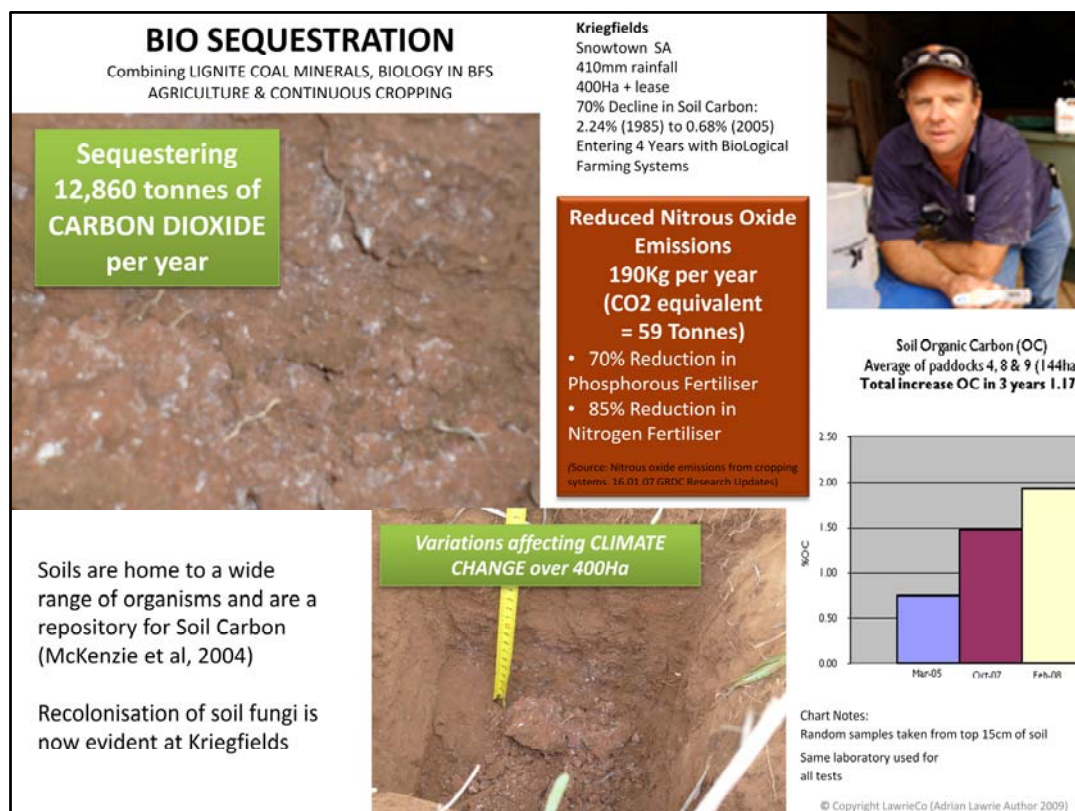 BIO SEQUESTRATION
Combining LIGNITE COAL MINERALS, BIOLOGY IN BFS
AGRICULTURE & CONTINUOUS CROPPING
Sequestering
12,860 tonnes of
CARBON DIOXIDE
per year
Kriegfields
Snowtown SA
410mm rainfall
400Ha + lease
70% Decline in Soil Carbon:
2.24% (1985) to 0.68% (2005)
Entering 4 Years with BioLogical
Farming Systems
Reduced Nitrous Oxide
Emissions
190Kg per year
(CO2 equivalent
= 59 Tonnes)
• 70% Reduction in
Phosphorous Fertiliser
• 85% Reduction in
Nitrogen Fertiliser
(Source: Nitrous oxide emissions from cropping
systems. 16.01.07 GRDC Research Updates)
Soil Organic Carbon (OC)
Average of paddocks 4, 8 & 9 (144ha
Total increase OC in 3 years 1.17
2.50
2.00
1.50
1.00
0.50
0.00
%OC
Mar-05 Oct-07 Feb-08
Variations affecting CLIMATE
CHANGE over 400Ha
Soils are home to a wide
range of organisms and are a
repository for Soil Carbon
(McKenzie et al, 2004)
Recolonisation of soil fungi is
now evident at Kriegfields
Chart Notes:
Random samples taken from top 15cm of soil
Same laboratory used for
all tests
© Copyright LawrieCo (Adrian Lawrie Author 2009)